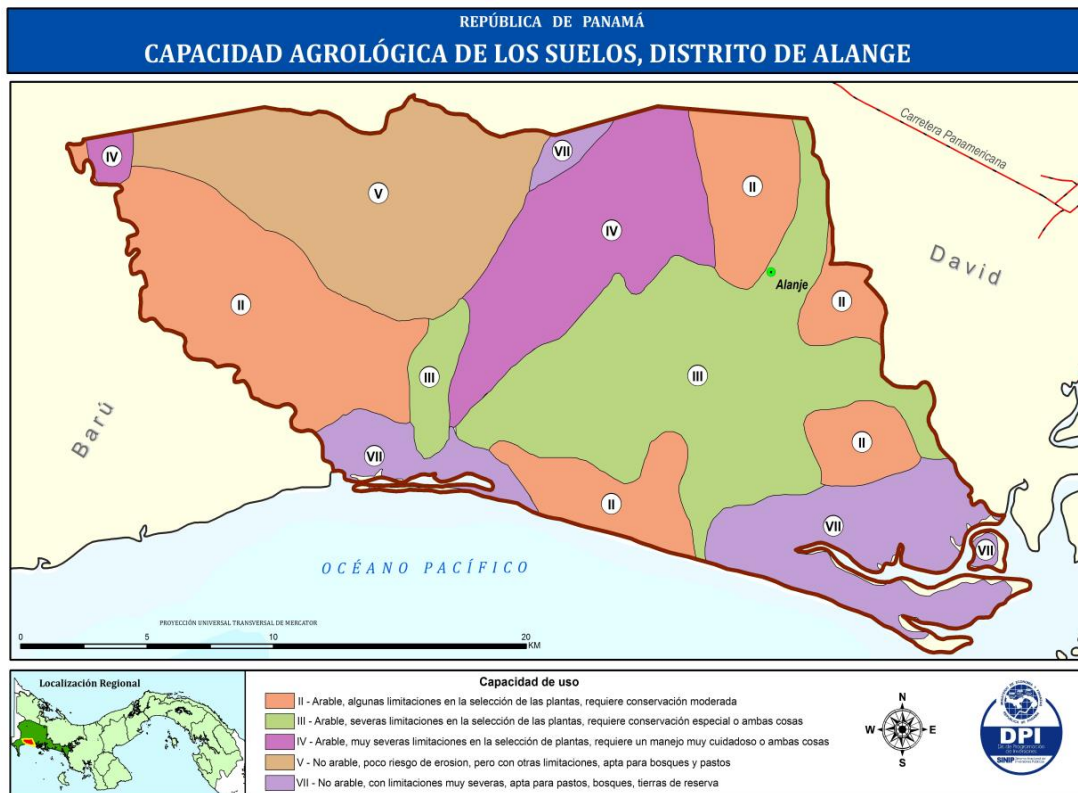 REPÚBLICA DE PANAMÁ
CAPACIDAD AGROLÓGICA DE LOS SUELOS, DISTRITO DE ALANGE
Carretera Panamericana
IV
VII
V
II
IV
David
Alanje
II
II
III
III
Barú
II
VII
II
VII
VII
OCÉANO PACÍFICO
PROYECCIÓN UNIVERSAL TRANSVERSAL DE MERCATOR
0 5 10 20
KM
Localización Regional
Capacidad de uso
II - Arable, algunas limitaciones en la selección de las plantas, requiere conservación moderada
III - Arable, severas limitaciones en la selección de las plantas, requiere conservación especial o ambas cosas
IV - Arable, muy severas limitaciones en la selección de plantas, requiere un manejo muy cuidadoso o ambas cosas
V - No arable, poco riesgo de erosion, pero con otras limitaciones, apta para bosques y pastos
VII - No arable, con limitaciones muy severas, apta para pastos, bosques, tierras de reserva
N
W E
S
DPI
SINIP